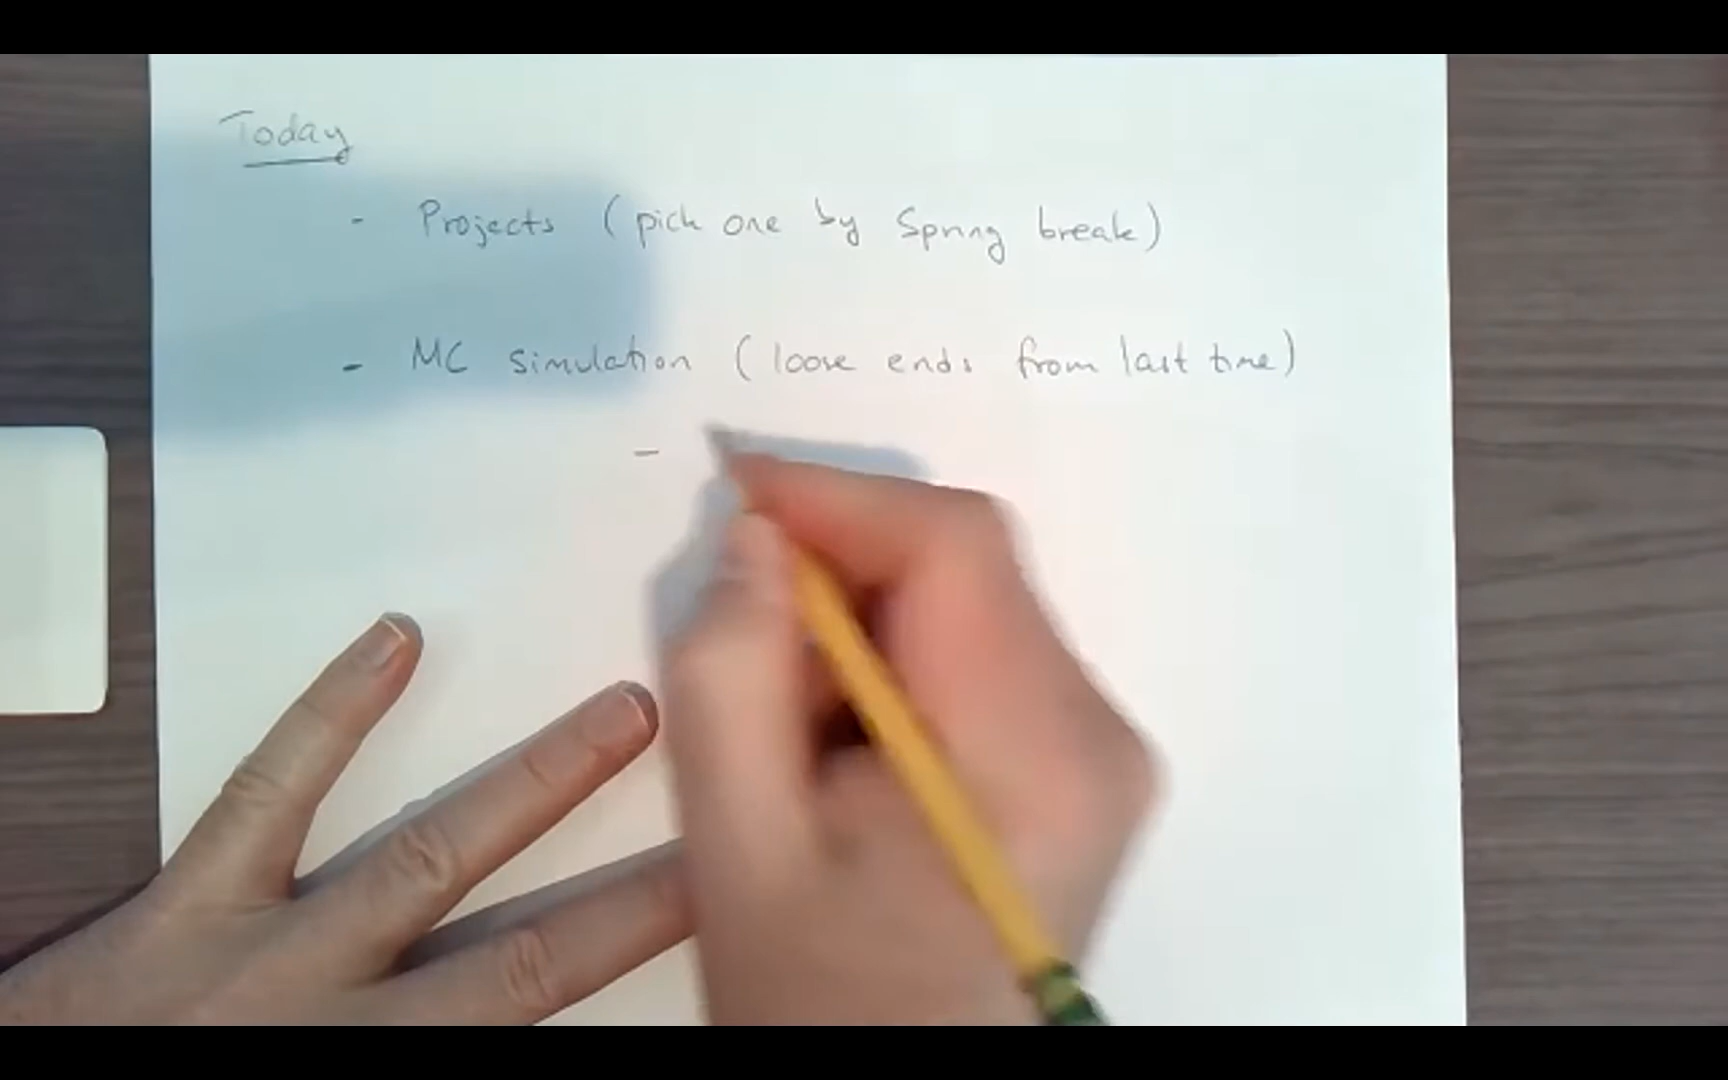 Today
- Projects (pick one by Spring break)
- MC simulation (loose ends from last time)
-